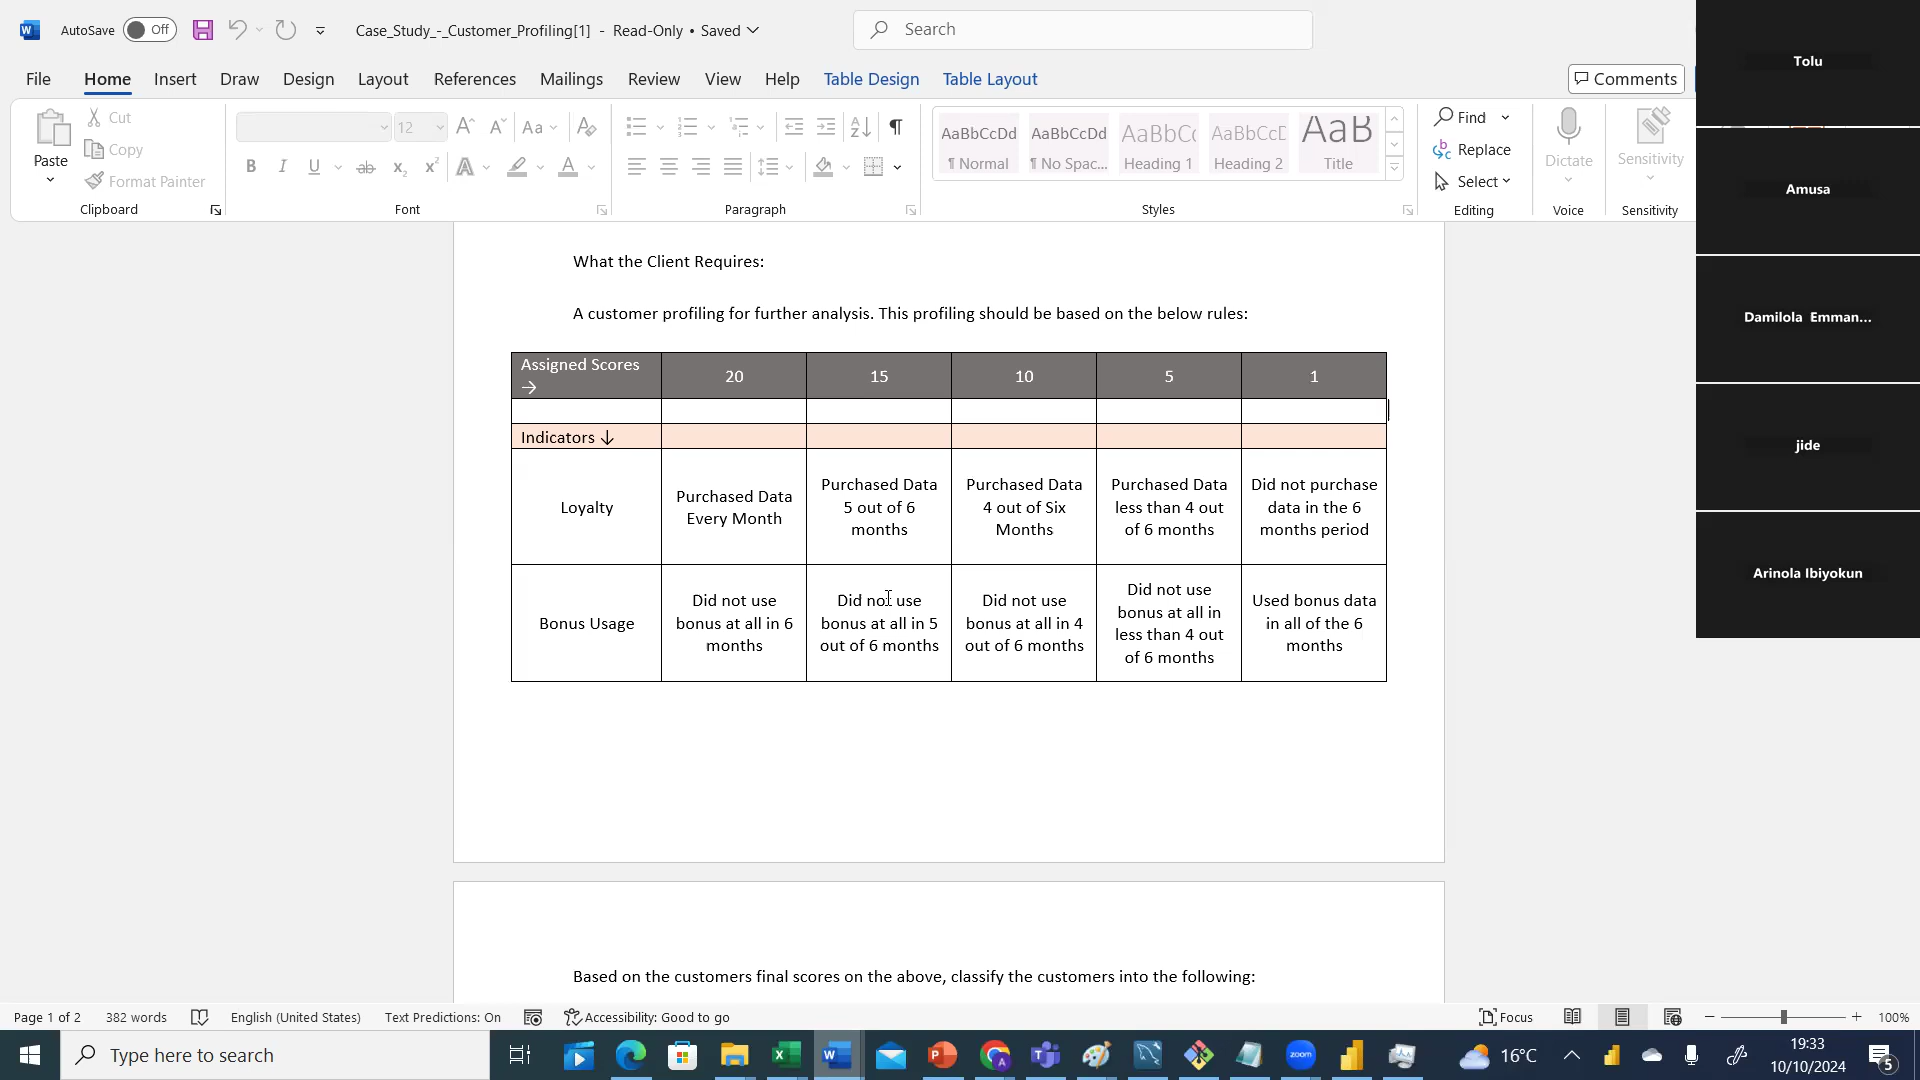 AutoSave Off Case_Study_-_Customer_Profiling[1] - Read-Only • Saved Search
File Home Insert Draw Design Layout References Mailings Review View Help Table Design Table Layout Comments
Paste Cut Copy Format Painter
Clipboard
12
Font
Paragraph
AaBbCcDd AaBbCcDd AaBbC AaBbCcD AaB
¶ Normal ¶ No Spac... Heading 1 Heading 2 Title
Styles
Find
Replace
Select
Editing
Dictate
Voice
Sensitivity
Sensitivity
Tolu
Amusa
Damilola Emman...
jide
Arinola Ibiyokun
What the Client Requires:
A customer profiling for further analysis. This profiling should be based on the below rules:
Assigned Scores → 20 15 10 5 1
Indicators ↓
Loyalty
Purchased Data
Every Month
Purchased Data
5 out of 6
months
Purchased Data
4 out of Six
Months
Purchased Data
less than 4 out
of 6 months
Did not purchase
data in the 6
months period
Bonus Usage
Did not use
bonus at all in 6
months
Did not use
bonus at all in 5
out of 6 months
Did not use
bonus at all in 4
out of 6 months
Did not use
bonus at all in
less than 4 out
of 6 months
Used bonus data
in all of the 6
months
Based on the customers final scores on the above, classify the customers into the following:
Page 1 of 2 382 words English (United States) Text Predictions: On Accessibility: Good to go Focus 100%
Type here to search zoom 16°C 19:33
10/10/2024 5